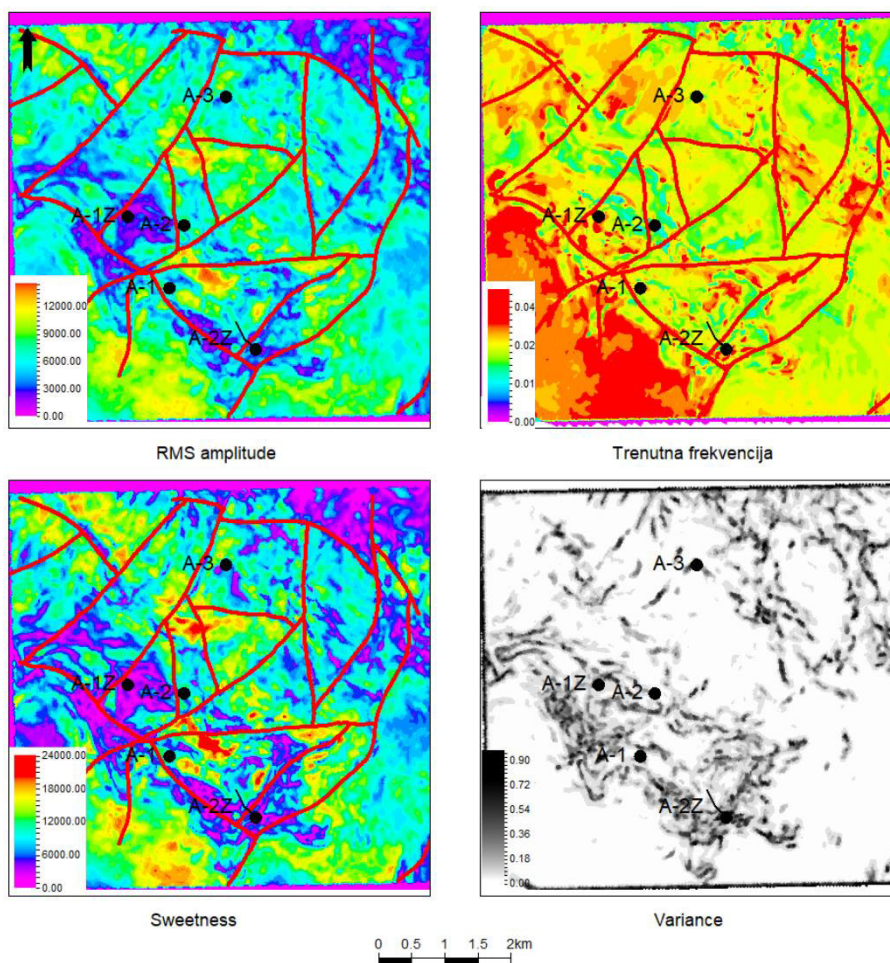 A-3
A-1Z
A-2
A-1
A-2Z
12000.00
9000.00
6000.00
3000.00
0.00
RMS amplitude
A-3
A-1Z
A-2
A-1
A-2Z
0.04
0.03
0.02
0.01
0.00
Trenutna frekvencija
A-3
A-1Z
A-2
A-1
A-2Z
24000.00
18000.00
12000.00
6000.00
0.00
Sweetness
A-3
A-1Z
A-2
A-1
A-2Z
0.90
0.72
0.54
0.36
0.18
0.00
Variance
0 0.5 1 1.5 2km